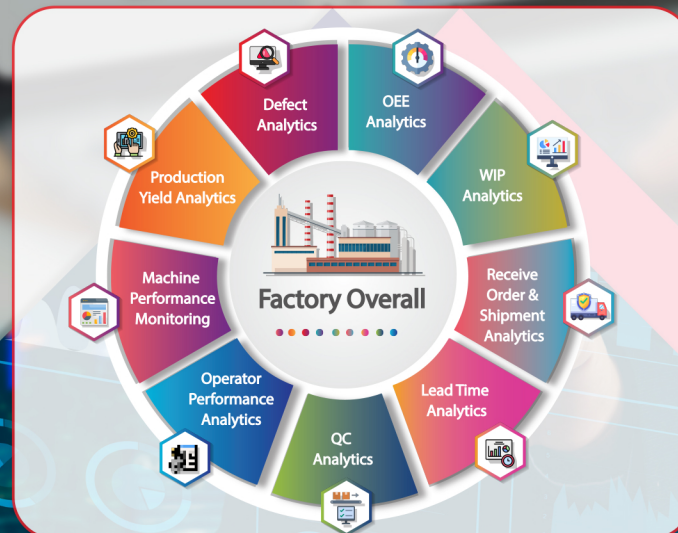 Defect
Analytics
OEE
Analytics
WIP
Analytics
Receive
Order &
Shipment
Analytics
Lead Time
Analytics
QC
Analytics
Operator
Performance
Analytics
Machine
Performance
Monitoring
Production
Yield Analytics
Factory Overall